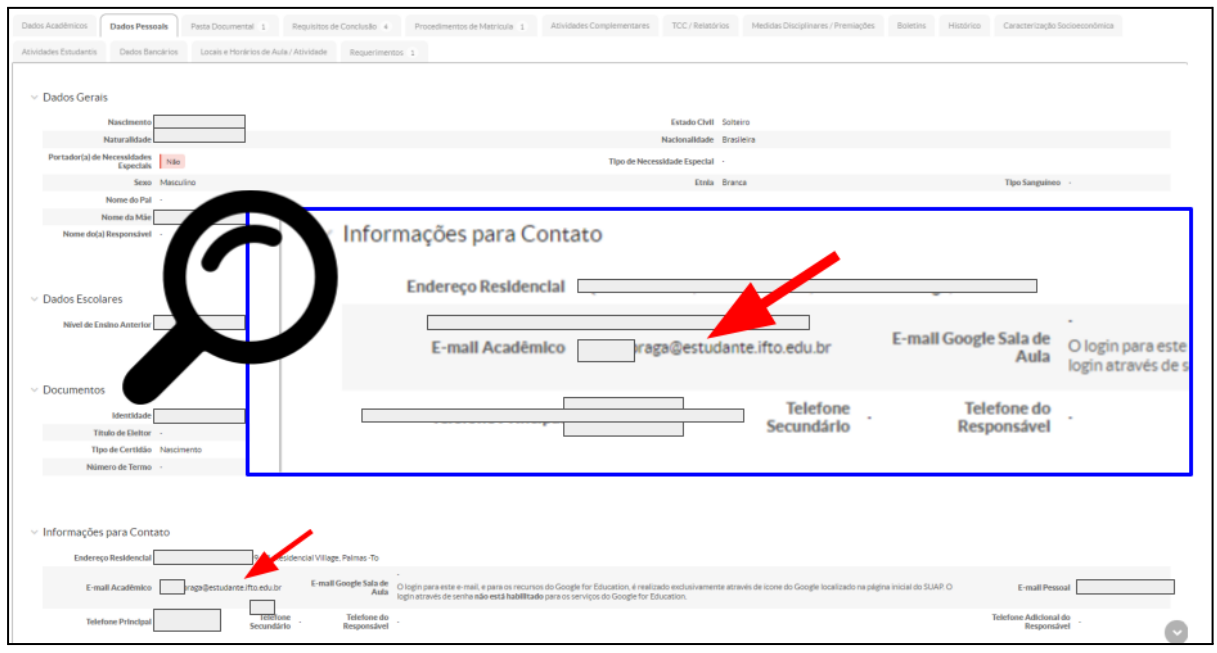 Dados Acadêmicos Dados Pessoais Pasta Documental 1 Requisitos de Conclusão 4 Procedimentos de Matrícula 1 Atividades Complementares TCC / Relatórios Medidas Disciplinares / Premiações Boletins Histórico Caracterização Socioeconômica
Atividades Estudantis Dados Bancários Locais e Horários de Aula / Atividade Requerimentos 1
Dados Gerais
Nascimento Estado Civil Solteiro
Naturalidade Nacionalidade Brasileira
Portador(a) de Necessidades Especiais Não Tipo de Necessidade Especial -
Sexo Masculino Etnia Branca Tipo Sanguíneo -
Nome do Pai -
Nome da Mãe
Nome do(a) Responsável -
Informações para Contato
Endereço Residencial
E-mail Acadêmico braga@estudante.ifto.edu.br E-mail Google Sala de Aula -
O login para este
login através de s
Telefone Secundário - Telefone do Responsável -
Dados Escolares
Nível de Ensino Anterior
Documentos
Identidade
Título de Eleitor -
Tipo de Certidão Nascimento
Número de Termo -
Informações para Contato
Endereço Residencial Residencial Village, Palmas -To
E-mail Acadêmico braga@estudante.ifto.edu.br E-mail Google Sala de Aula -
O login para este e-mail, e para os recursos do Google for Education, é realizado exclusivamente através de ícone do Google localizado na página inicial do SUAP. O
login através de senha não está habilitado para os serviços do Google for Education.
E-mail Pessoal
Telefone Principal Telefone Secundário - Telefone do Responsável - Telefone Adicional do Responsável -